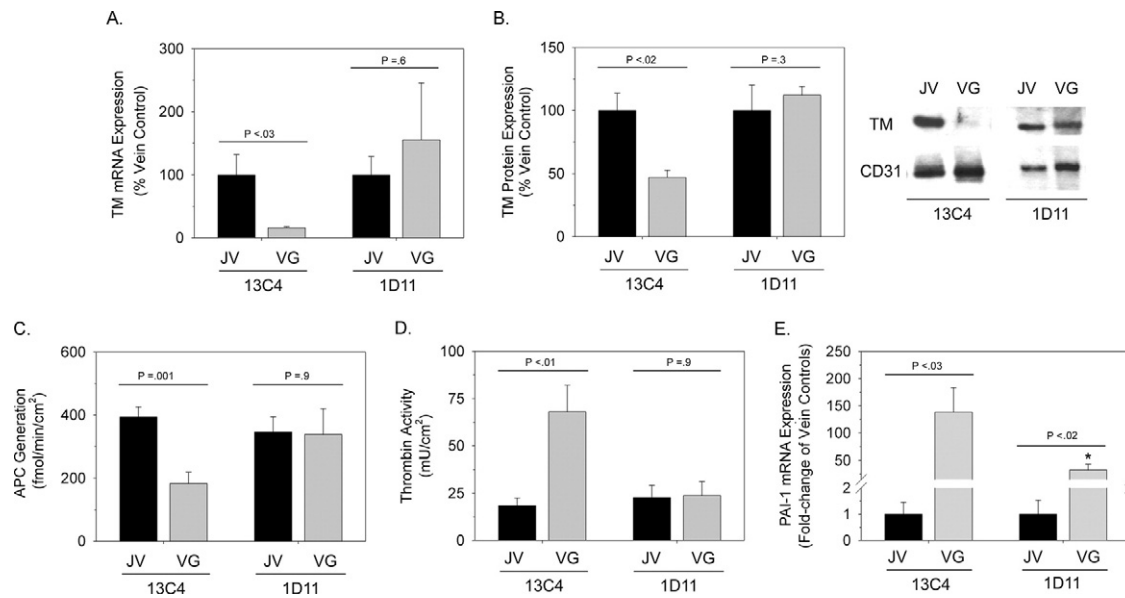 A.
TM mRNA Expression
(% Vein Control)
300
200
100
0
P <.03
P =.6
JV VG JV VG
13C4 1D11
B.
TM Protein Expression
(% Vein Control)
150
100
50
0
P <.02
P =.3
JV VG JV VG
13C4 1D11
JV VG JV VG
TM
CD31
13C4 1D11
C.
APC Generation
(fmol/min/cm²)
600
400
200
0
P =.001
P =.9
JV VG JV VG
13C4 1D11
D.
Thrombin Activity
(mU/cm²)
100
75
50
25
0
P <.01
P =.9
JV VG JV VG
13C4 1D11
E.
PAI-1 mRNA Expression
(Fold-change of Vein Controls)
250
200
150
100
50
2
1
0
P <.03
P <.02
*
JV VG JV VG
13C4 1D11